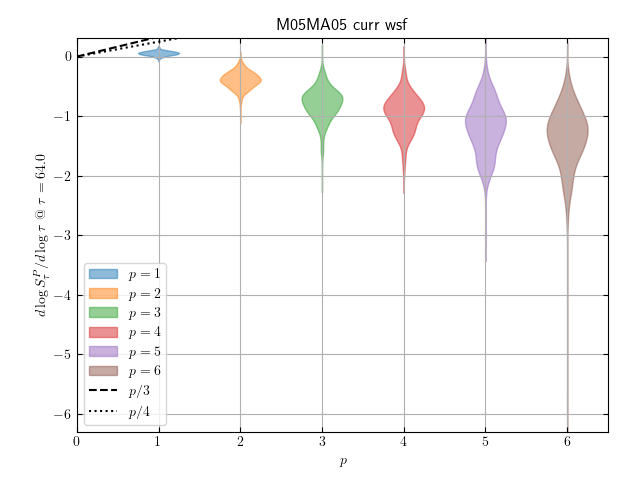 M05MA05 curr wsf
d log S_τ^P / d log τ @ τ = 64.0
0
−1
−2
−3
−4
−5
−6
p = 1
p = 2
p = 3
p = 4
p = 5
p = 6
p/3
p/4
0 1 2 3 4 5 6
p